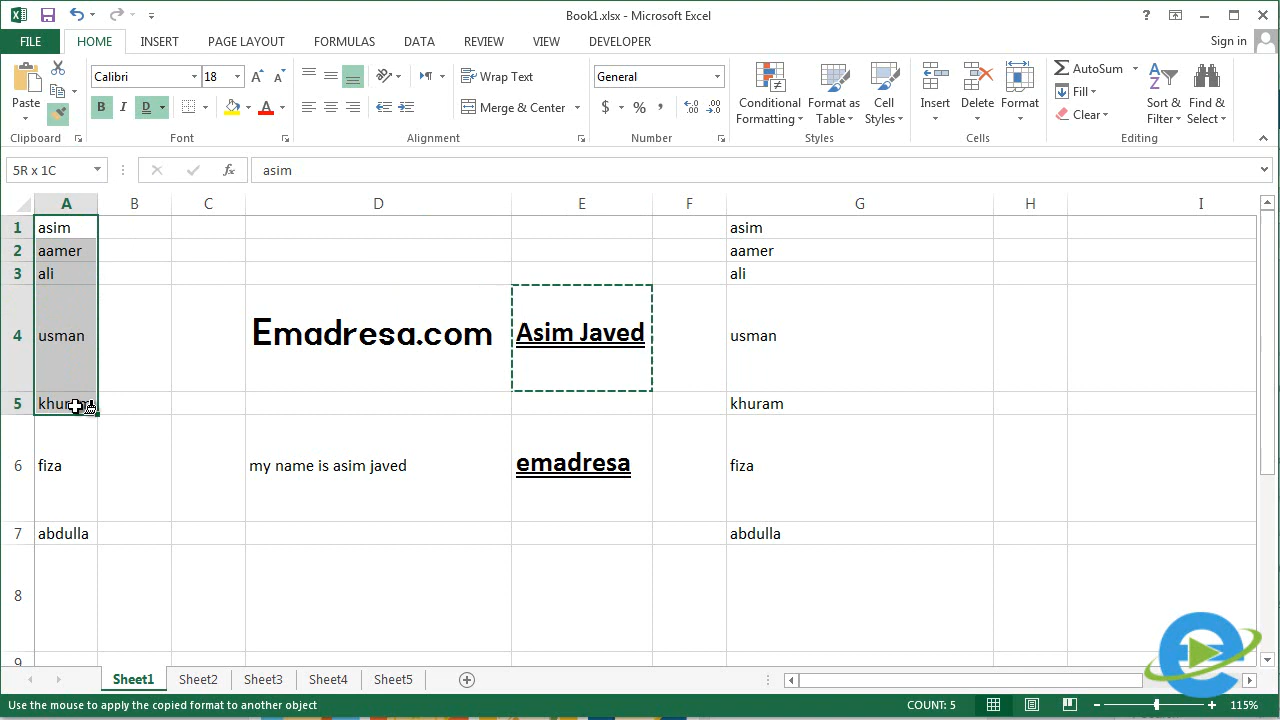 Book1.xlsx - Microsoft Excel
?
FILE
HOME
INSERT
PAGE LAYOUT
FORMULAS
DATA
REVIEW
VIEW
DEVELOPER
Sign in
Paste
Clipboard
Calibri
18
A
A
B
I
D
A
Font
Wrap Text
Merge & Center
Alignment
General
$
%
,
Number
Conditional
Formatting
Format as
Table
Cell
Styles
Styles
Insert
Delete
Format
Cells
AutoSum
Fill
Clear
Sort &
Filter
Find &
Select
Editing
5R x 1C
fx
asim
A B C D E F G H I
1 asim asim
2 aamer aamer
3 ali ali
4 usman Emadresa.com Asim Javed usman
5 khuram
6 fiza my name is asim javed emadresa fiza
7 abdulla abdulla
8
9
Sheet1 Sheet2 Sheet3 Sheet4 Sheet5
Use the mouse to apply the copied format to another object
COUNT: 5
115%